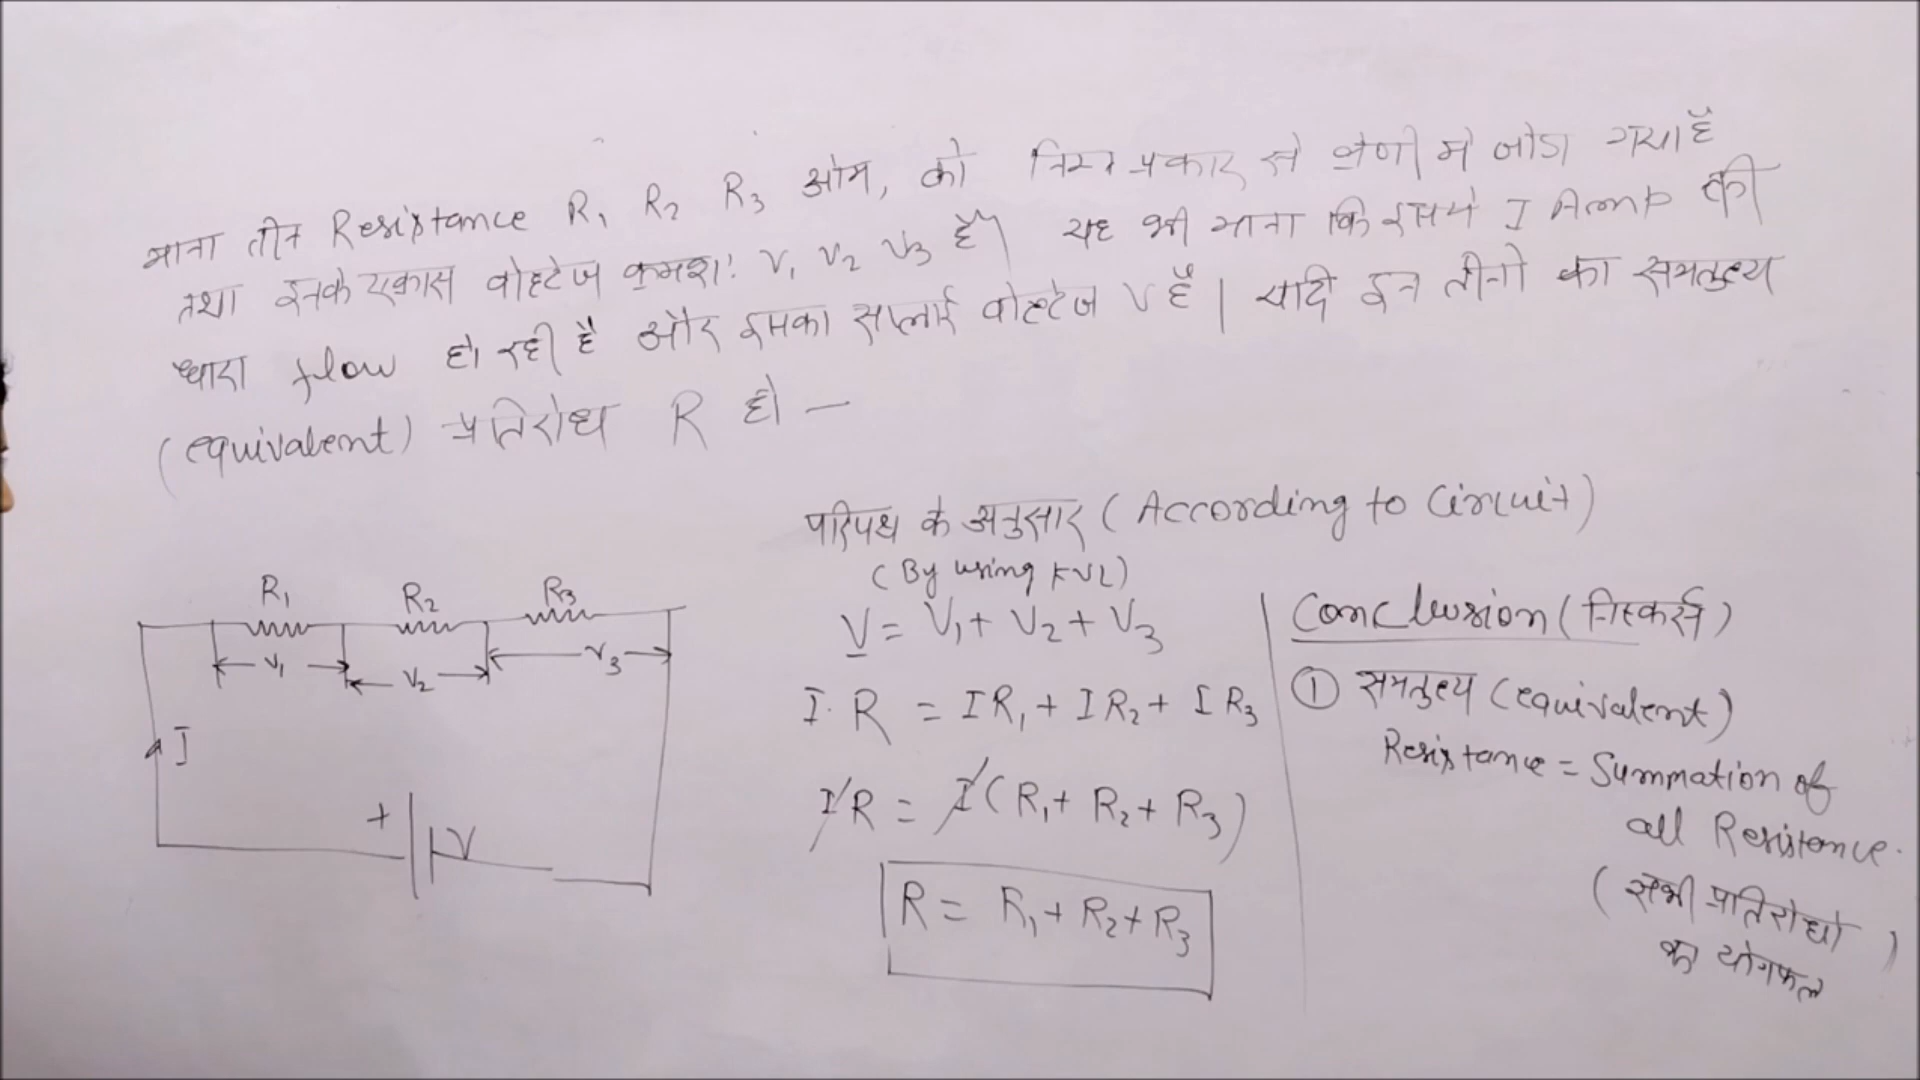 माना तीन Resistance R₁ R₂ R₃ ओम, को निम्न प्रकार से श्रेणी मे जोडा गया है
तथा इनके एक्रास वोल्टेज क्रमशः V₁ V₂ V₃ है। यह भी माना कि इसमे I Amp की
धारा flow हो रही है और इसका सप्लाई वोल्टेज V है। यदि इन तीनो का समतुल्य
(equivalent) प्रतिरोध R हो –
परिपथ के अनुसार (According to Circuit)
(By using KVL)
V = V₁ + V₂ + V₃
I·R = IR₁ + IR₂ + IR₃
IR = I(R₁ + R₂ + R₃)
R = R₁ + R₂ + R₃
R₁ R₂ R₃
V₁ V₂ V₃
I
+ V
Conclusion (निस्कर्स)
① समतुल्य (equivalent)
Resistance = Summation of
all Resistance.
(सभी प्रतिरोधो
का योगफल)